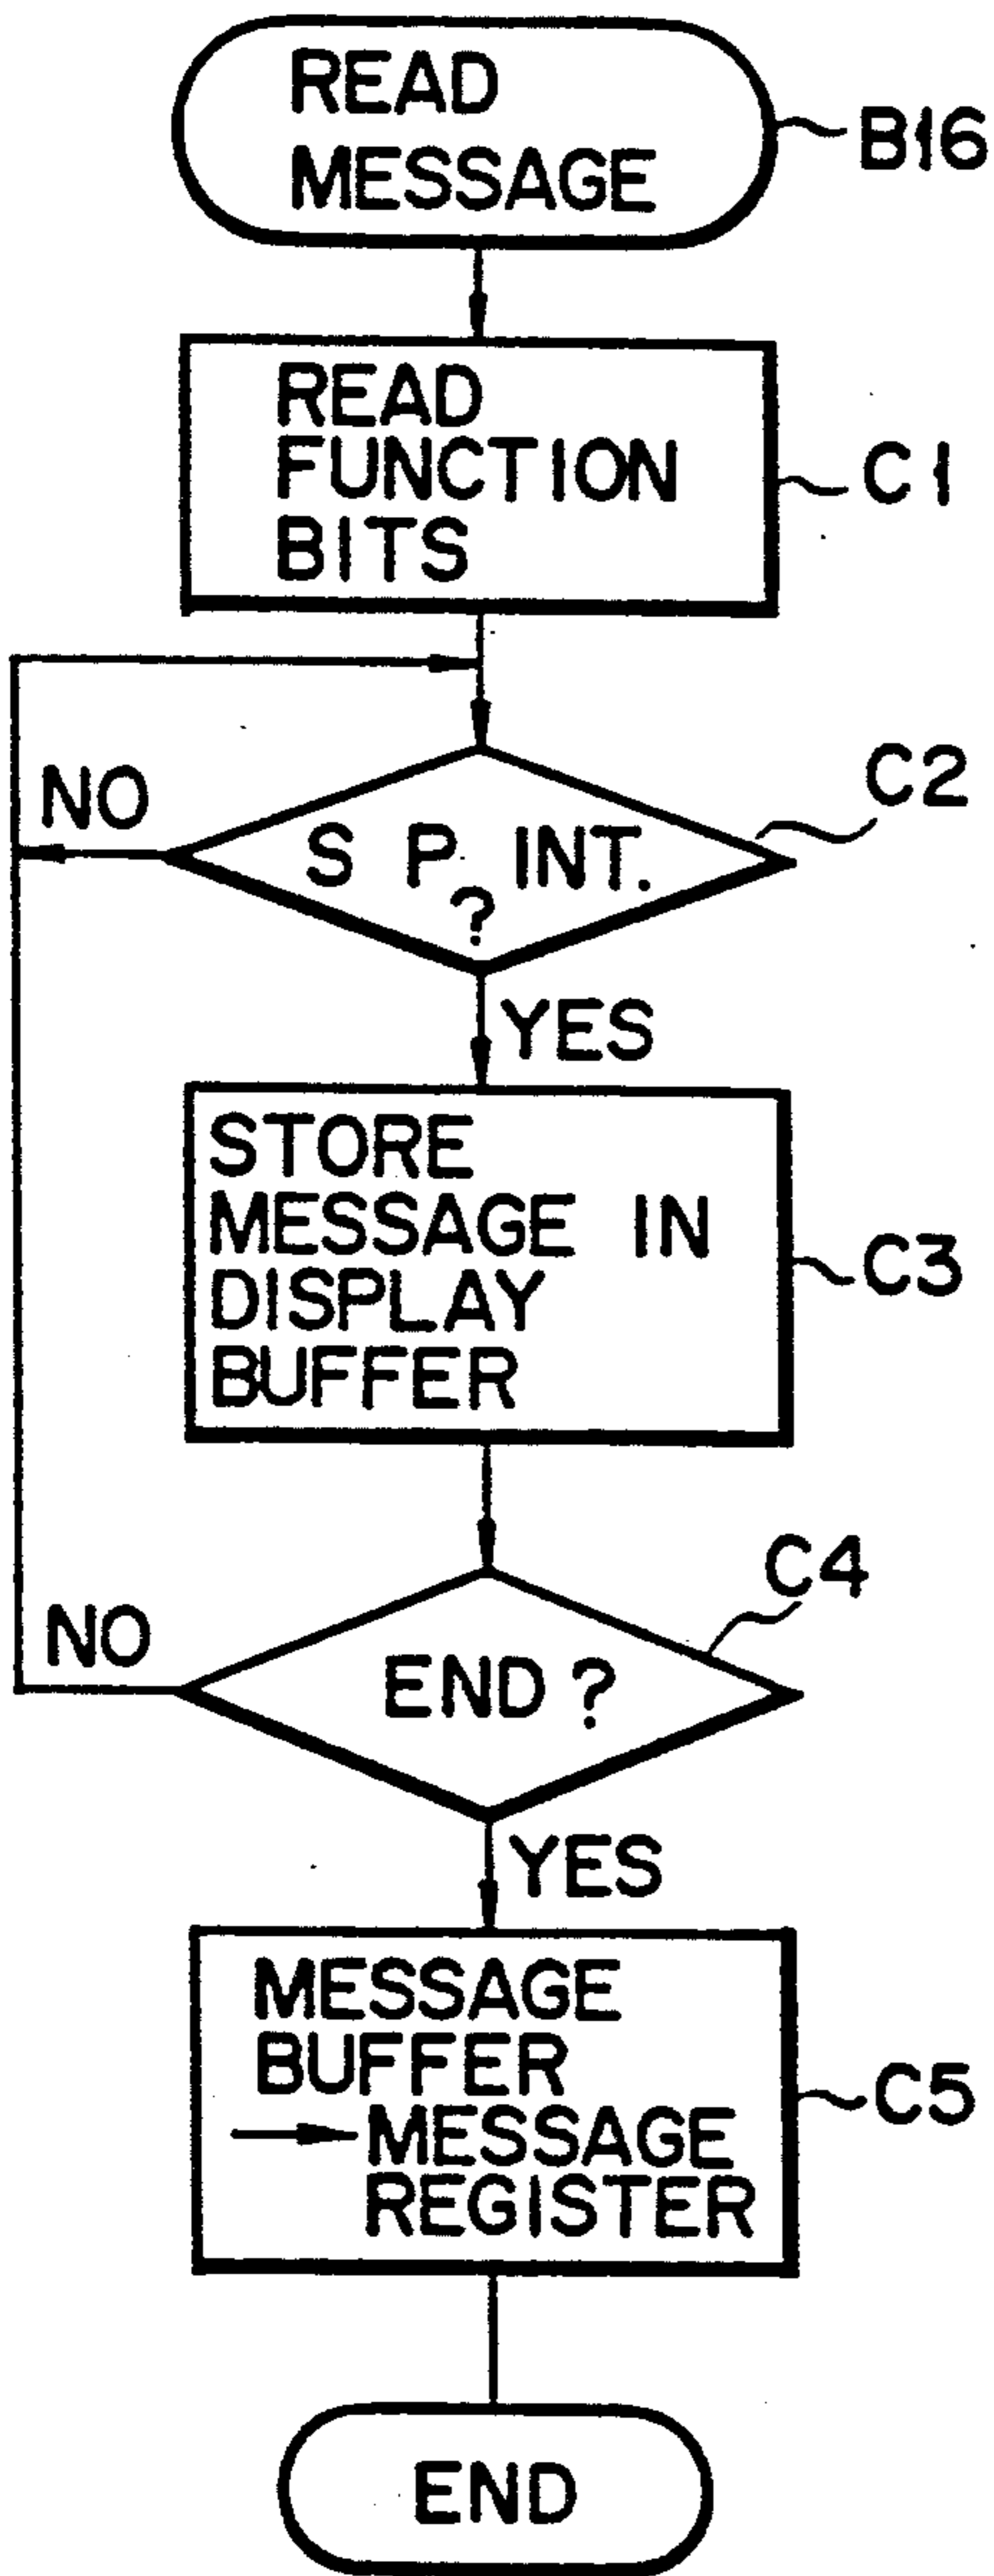 READ
MESSAGE
B16
READ
FUNCTION
BITS
C1
C2
NO
S P INT.
?
YES
STORE
MESSAGE IN
DISPLAY
BUFFER
C3
C4
NO
END ?
YES
MESSAGE
BUFFER
→ MESSAGE
REGISTER
C5
END